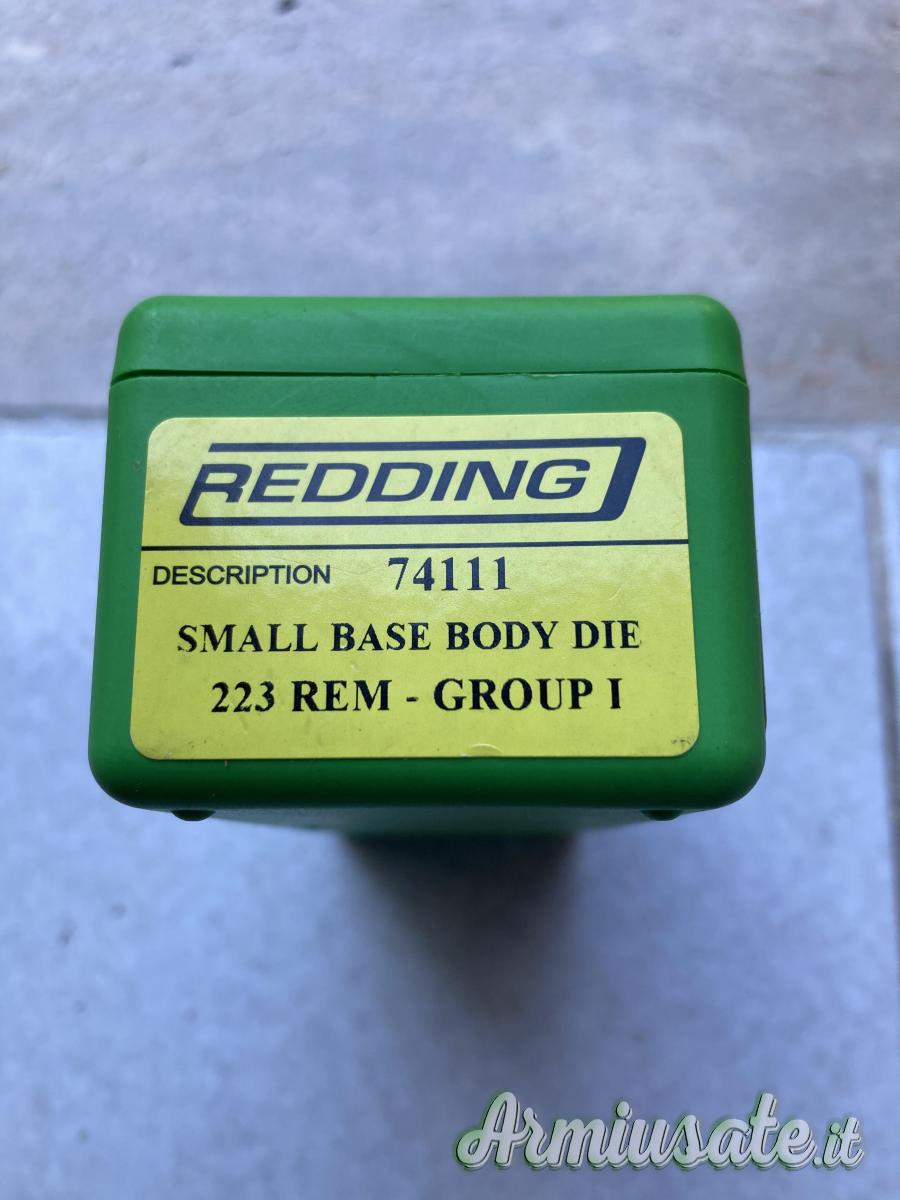 REDDING
DESCRIPTION 74111
SMALL BASE BODY DIE
223 REM - GROUP I
Armiusate.it